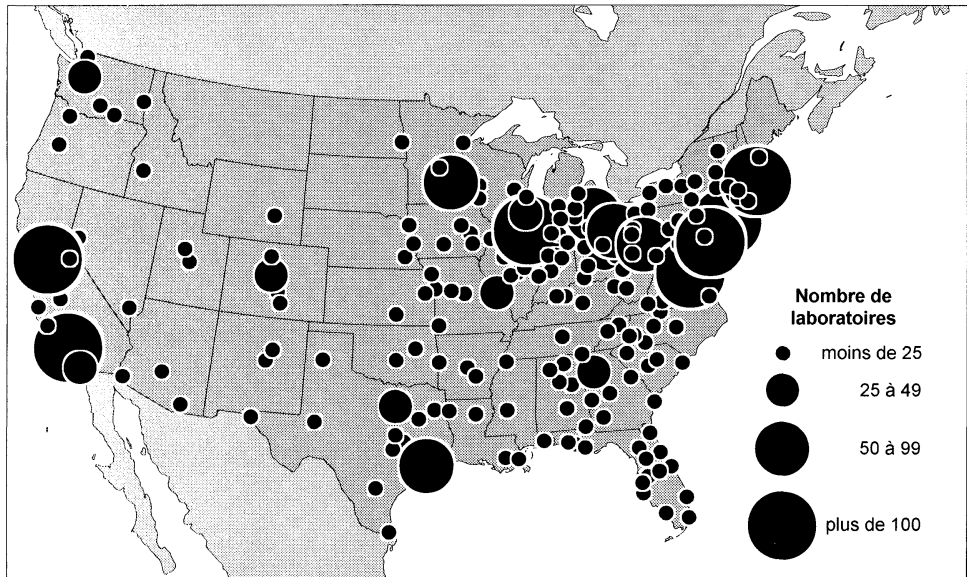 Nombre de
laboratoires
moins de 25
25 à 49
50 à 99
plus de 100